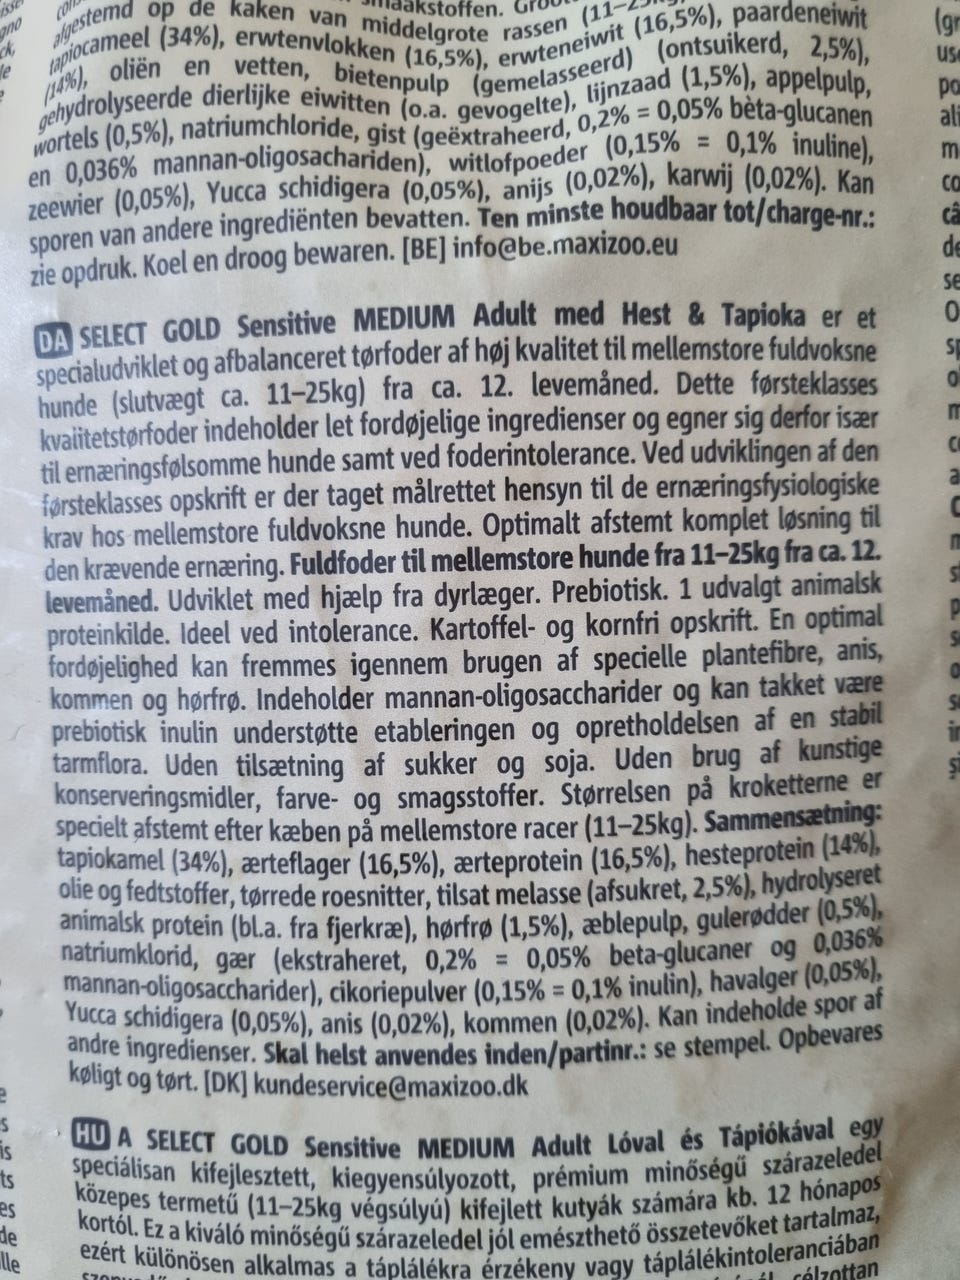 afgestemd op de kaken van middelgrote rassen
tapiocameel (34%), erwtenvlokken (16,5%), erwteneiwit (16,5%), paardeneiwit
(14%), oliën en vetten, bietenpulp (gemelasseerd) (ontsuikerd, 2,5%),
gehydrolyseerde dierlijke eiwitten (o.a. gevogelte), lijnzaad (1,5%), appelpulp,
wortels (0,5%), natriumchloride, gist (geëxtraheerd, 0,2% = 0,05% bèta-glucanen
en 0,036% mannan-oligosachariden), witlofpoeder (0,15% = 0,1% inuline),
zeewier (0,05%), Yucca schidigera (0,05%), anijs (0,02%), karwij (0,02%). Kan
sporen van andere ingrediënten bevatten. Ten minste houdbaar tot/charge-nr.:
zie opdruk. Koel en droog bewaren. [BE] info@be.maxizoo.eu
DA SELECT GOLD Sensitive MEDIUM Adult med Hest & Tapioka er et
specialudviklet og afbalanceret tørfoder af høj kvalitet til mellemstore fuldvoksne
hunde (slutvægt ca. 11–25kg) fra ca. 12. levemåned. Dette førsteklasses
kvalitetstørfoder indeholder let fordøjelige ingredienser og egner sig derfor især
til ernæringsfølsomme hunde samt ved foderintolerance. Ved udviklingen af den
førsteklasses opskrift er der taget målrettet hensyn til de ernæringsfysiologiske
krav hos mellemstore fuldvoksne hunde. Optimalt afstemt komplet løsning til
den krævende ernæring. Fuldfoder til mellemstore hunde fra 11–25kg fra ca. 12.
levemåned. Udviklet med hjælp fra dyrlæger. Prebiotisk. 1 udvalgt animalsk
proteinkilde. Ideel ved intolerance. Kartoffel- og kornfri opskrift. En optimal
fordøjelighed kan fremmes igennem brugen af specielle plantefibre, anis,
kommen og hørfrø. Indeholder mannan-oligosaccharider og kan takket være
prebiotisk inulin understøtte etableringen og opretholdelsen af en stabil
tarmflora. Uden tilsætning af sukker og soja. Uden brug af kunstige
konserveringsmidler, farve- og smagsstoffer. Størrelsen på kroketterne er
specielt afstemt efter kæben på mellemstore racer (11–25kg). Sammensætning:
tapiokamel (34%), ærteflager (16,5%), ærteprotein (16,5%), hesteprotein (14%),
olie og fedtstoffer, tørrede roesnitter, tilsat melasse (afsukret, 2,5%), hydrolyseret
animalsk protein (bl.a. fra fjerkræ), hørfrø (1,5%), æblepulp, gulerødder (0,5%),
natriumklorid, gær (ekstraheret, 0,2% = 0,05% beta-glucaner og 0,036%
mannan-oligosaccharider), cikoriepulver (0,15% = 0,1% inulin), havalger (0,05%),
Yucca schidigera (0,05%), anis (0,02%), kommen (0,02%). Kan indeholde spor af
andre ingredienser. Skal helst anvendes inden/partinr.: se stempel. Opbevares
køligt og tørt. [DK] kundeservice@maxizoo.dk
HU A SELECT GOLD Sensitive MEDIUM Adult Lóval és Tápiókával egy
speciálisan kifejlesztett, kiegyensúlyozott, prémium minőségű szárazeledel
közepes termetű (11–25kg végsúlyú) kifejlett kutyák számára kb. 12 hónapos
kortól. Ez a kiváló minőségű szárazeledel jól emészthető összetevőket tartalmaz,
ezért különösen alkalmas a táplálékra érzékeny vagy táplálékintoleranciában